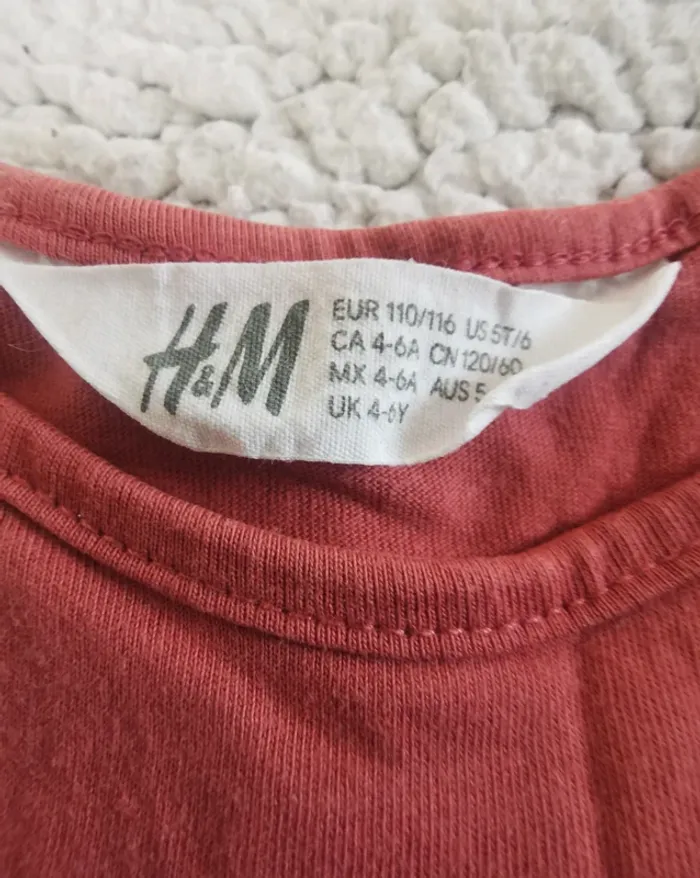 H&M
EUR 110/116 US 5T/6
CA 4-6A CN 120/60
MX 4-6A AUS 5
UK 4-6Y